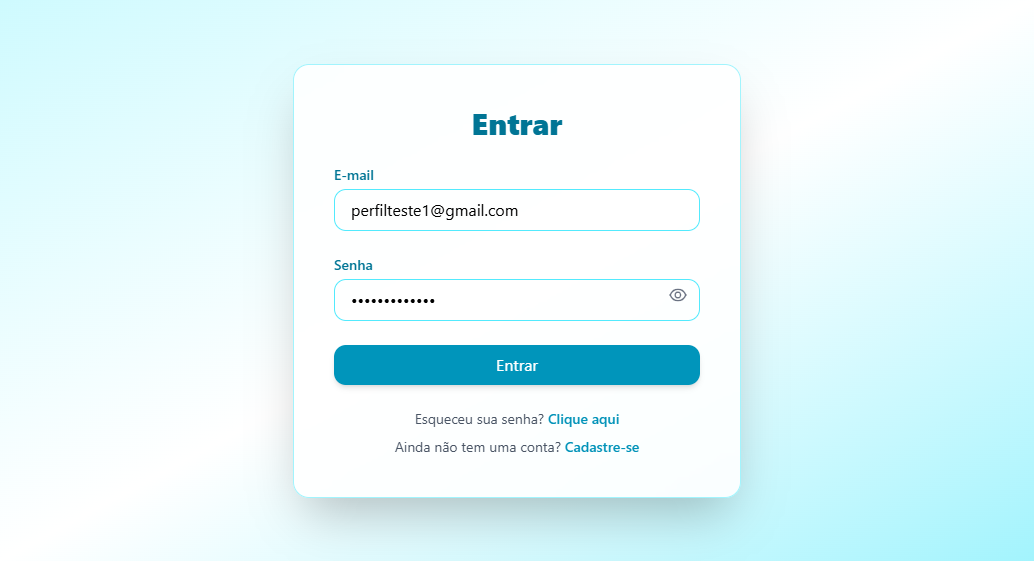 Entrar
E-mail
perfilteste1@gmail.com
Senha
•••••••••••••
Entrar
Esqueceu sua senha? Clique aqui
Ainda não tem uma conta? Cadastre-se